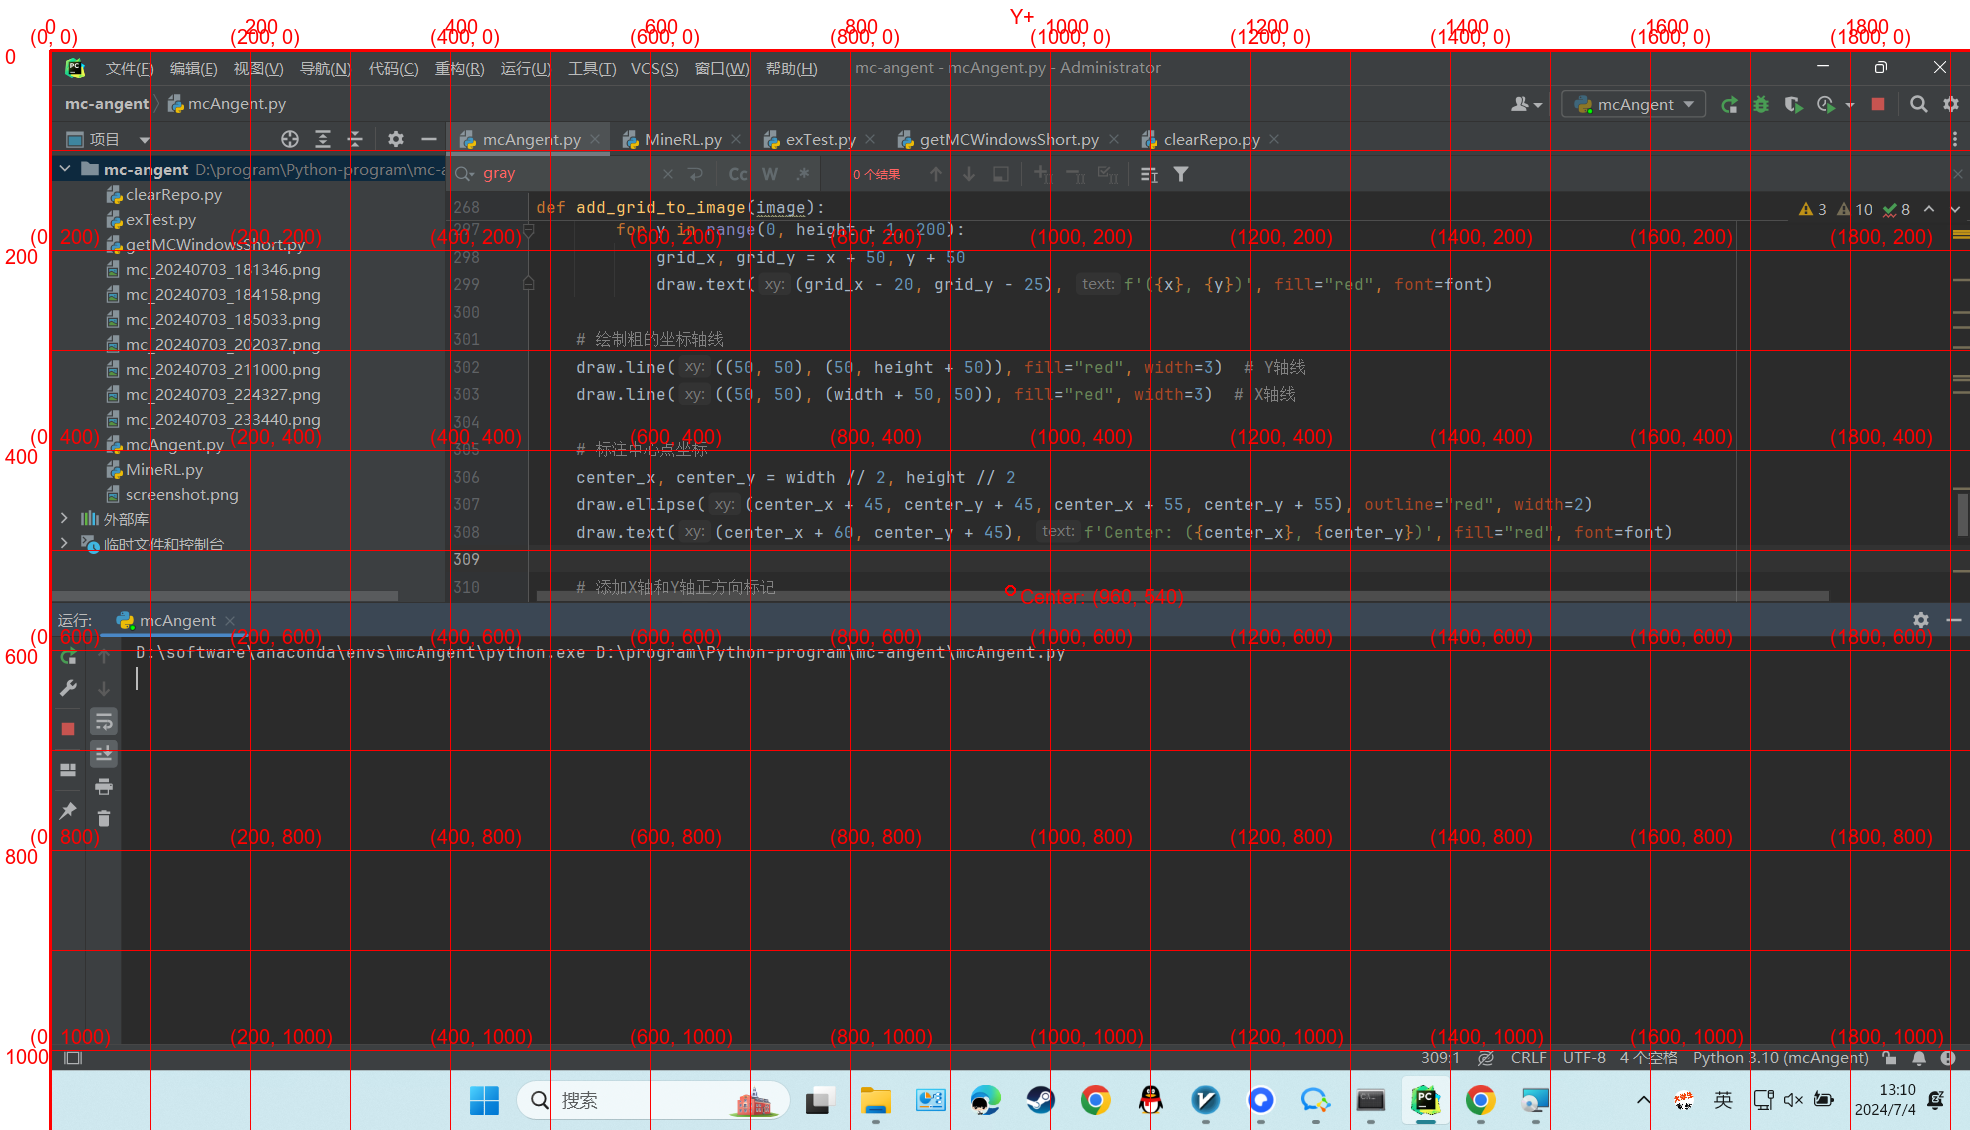 Y+
0 200 400 600 800 1000 1200 1400 1600 1800
(0, 0) (200, 0) (400, 0) (600, 0) (800, 0) (1000, 0) (1200, 0) (1400, 0) (1600, 0) (1800, 0)
0
文件(F) 编辑(E) 视图(V) 导航(N) 代码(C) 重构(R) 运行(U) 工具(T) VCS(S) 窗口(W) 帮助(H) mc-angent - mcAngent.py - Administrator
mc-angent mcAngent.py mcAngent
项目 mcAngent.py MineRL.py exTest.py getMCWindowsShort.py clearRepo.py
mc-angent D:\program\Python-program\mc-a
gray Cc W .* 0 个结果
clearRepo.py
268 def add_grid_to_image(image): 3 10 8
exTest.py
297 for y in range(0, height + 1, 200):
(0, 200) (200, 200) (400, 200) (600, 200) (800, 200) (1000, 200) (1200, 200) (1400, 200) (1600, 200) (1800, 200)
getMCWindowsShort.py
200
298 grid_x, grid_y = x + 50, y + 50
mc_20240703_181346.png
299 draw.text( xy: (grid_x - 20, grid_y - 25), text: f'({x}, {y})', fill="red", font=font)
mc_20240703_184158.png
300
mc_20240703_185033.png
301 # 绘制粗的坐标轴线
mc_20240703_202037.png
302 draw.line( xy: ((50, 50), (50, height + 50)), fill="red", width=3) # Y轴线
mc_20240703_211000.png
303 draw.line( xy: ((50, 50), (width + 50, 50)), fill="red", width=3) # X轴线
mc_20240703_224327.png
304
mc_20240703_233440.png
(0, 400) (200, 400) (400, 400) (600, 400) (800, 400) (1000, 400) (1200, 400) (1400, 400) (1600, 400) (1800, 400)
mcAngent.py
305 # 标注中心点坐标
400
MineRL.py
306 center_x, center_y = width // 2, height // 2
screenshot.png
307 draw.ellipse( xy: (center_x + 45, center_y + 45, center_x + 55, center_y + 55), outline="red", width=2)
外部库
308 draw.text( xy: (center_x + 60, center_y + 45), text: f'Center: ({center_x}, {center_y})', fill="red", font=font)
临时文件和控制台
309
310 # 添加X轴和Y轴正方向标记
Center: (960, 540)
运行: mcAngent
(0, 600) (200, 600) (400, 600) (600, 600) (800, 600) (1000, 600) (1200, 600) (1400, 600) (1600, 600) (1800, 600)
600
D:\software\anaconda\envs\mcAngent\python.exe D:\program\Python-program\mc-angent\mcAngent.py
(0, 800) (200, 800) (400, 800) (600, 800) (800, 800) (1000, 800) (1200, 800) (1400, 800) (1600, 800) (1800, 800)
800
(0, 1000) (200, 1000) (400, 1000) (600, 1000) (800, 1000) (1000, 1000) (1200, 1000) (1400, 1000) (1600, 1000) (1800, 1000)
1000
309:1 CRLF UTF-8 4 个空格 Python 3.10 (mcAngent)
搜索
英
13:10
2024/7/4